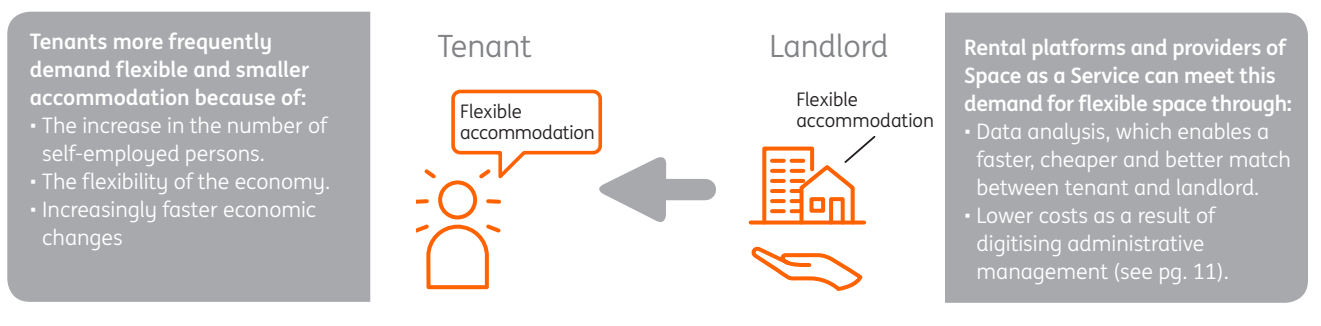 Tenants more frequently
demand flexible and smaller
accommodation because of:
• The increase in the number of
self-employed persons.
• The flexibility of the economy.
• Increasingly faster economic
changes
Tenant
Flexible
accommodation
Landlord
Flexible
accommodation
Rental platforms and providers of
Space as a Service can meet this
demand for flexible space through:
• Data analysis, which enables a
faster, cheaper and better match
between tenant and landlord.
• Lower costs as a result of
digitising administrative
management (see pg. 11).